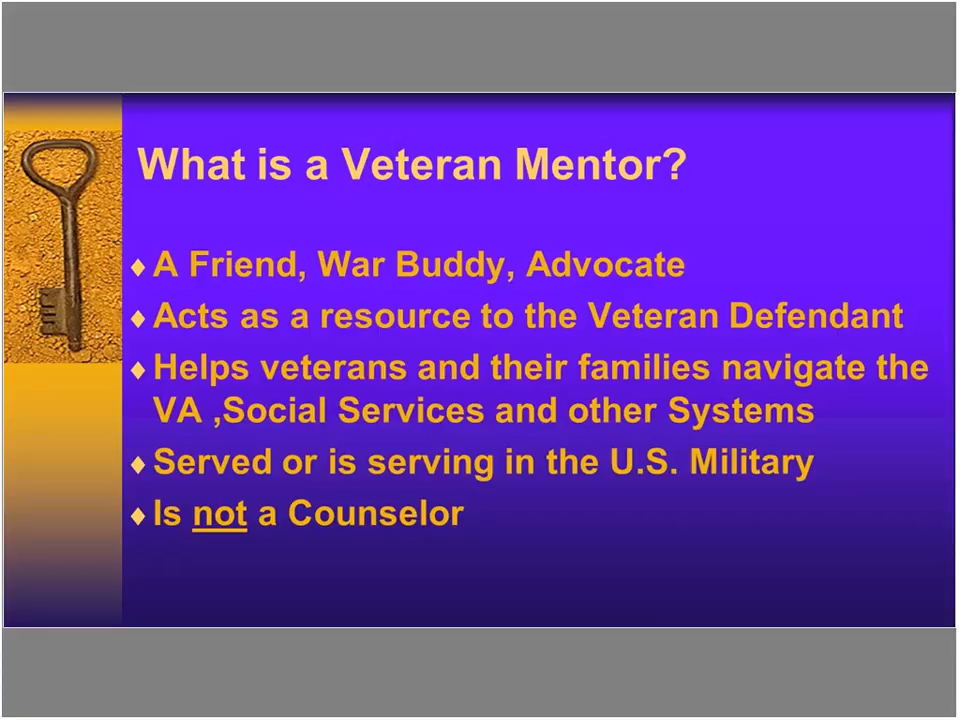 What is a Veteran Mentor?
A Friend, War Buddy, Advocate
Acts as a resource to the Veteran Defendant
Helps veterans and their families navigate the
VA ,Social Services and other Systems
Served or is serving in the U.S. Military
Is not a Counselor